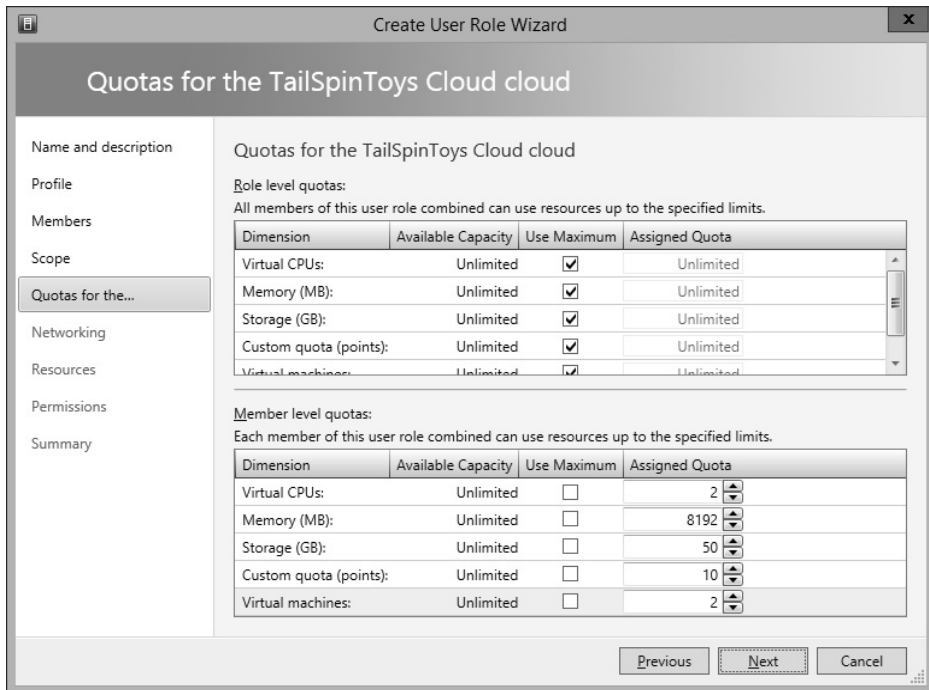 Create User Role Wizard
x
Quotas for the TailSpinToys Cloud cloud
Name and description
Profile
Members
Scope
Quotas for the...
Networking
Resources
Permissions
Summary
Quotas for the TailSpinToys Cloud cloud
Role level quotas:
All members of this user role combined can use resources up to the specified limits.
Dimension Available Capacity Use Maximum Assigned Quota
Virtual CPUs: Unlimited Unlimited
Memory (MB): Unlimited Unlimited
Storage (GB): Unlimited Unlimited
Custom quota (points): Unlimited Unlimited
Virtual machines: Unlimited Unlimited
Member level quotas:
Each member of this user role combined can use resources up to the specified limits.
Dimension Available Capacity Use Maximum Assigned Quota
Virtual CPUs: Unlimited 2
Memory (MB): Unlimited 8192
Storage (GB): Unlimited 50
Custom quota (points): Unlimited 10
Virtual machines: Unlimited 2
Previous Next Cancel